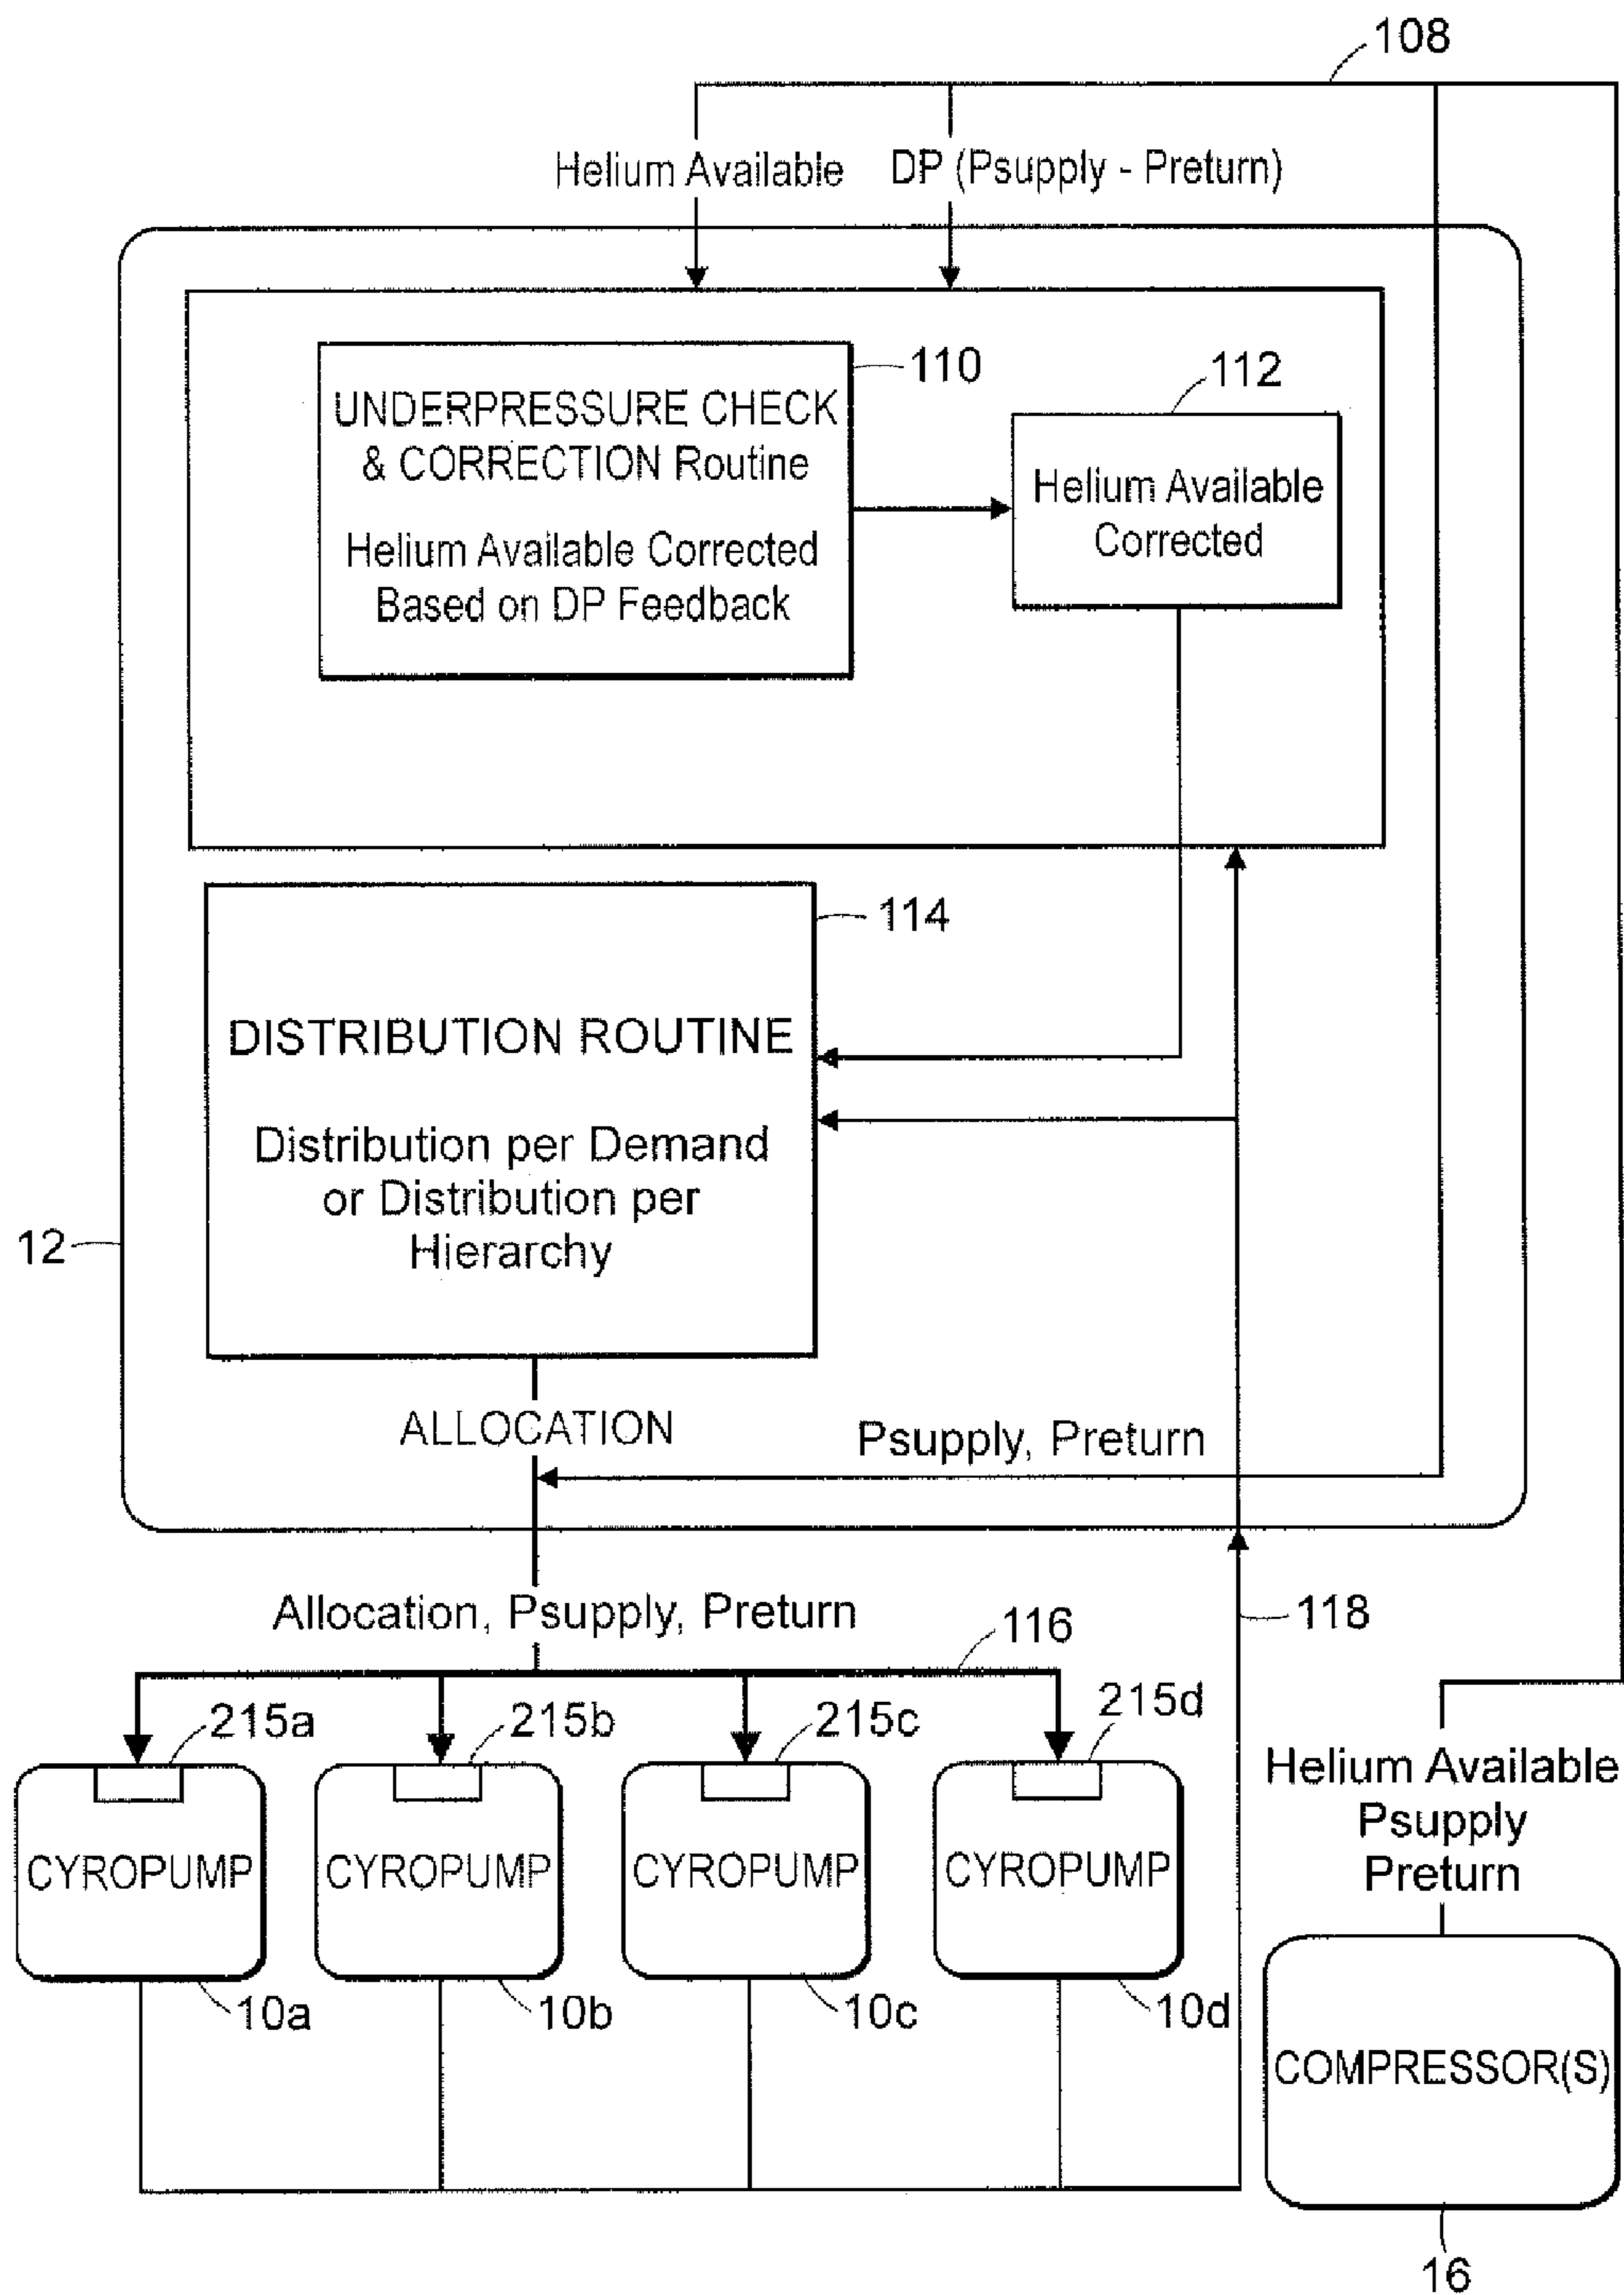 108
Helium Available
DP (Psupply - Preturn)
110
112
UNDERPRESSURE CHECK
& CORRECTION Routine
Helium Available Corrected
Based on DP Feedback
Helium Available
Corrected
114
DISTRIBUTION ROUTINE
Distribution per Demand
or Distribution per
Hierarchy
12
ALLOCATION
Psupply, Preturn
Allocation, Psupply, Preturn
116
118
215a
215b
215c
215d
Helium Available
Psupply
Preturn
CYROPUMP
CYROPUMP
CYROPUMP
CYROPUMP
10a
10b
10c
10d
COMPRESSOR(S)
16